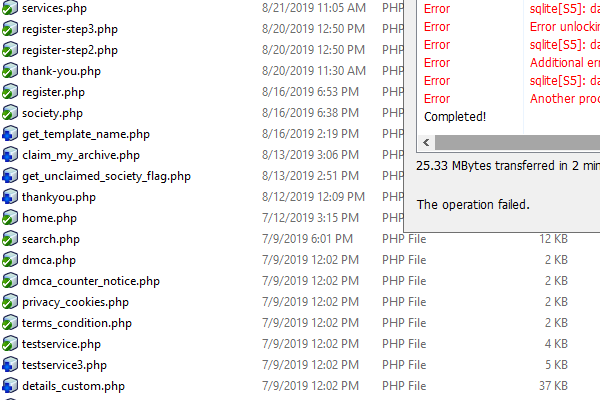 services.php 8/21/2019 11:05 AM PHP
register-step3.php 8/20/2019 12:50 PM PHP
register-step2.php 8/20/2019 12:50 PM PHP
thank-you.php 8/20/2019 11:30 AM PHP
register.php 8/16/2019 6:53 PM PHP
society.php 8/16/2019 6:38 PM PHP
get_template_name.php 8/16/2019 2:19 PM PHP
claim_my_archive.php 8/13/2019 3:06 PM PHP
get_unclaimed_society_flag.php 8/13/2019 2:51 PM PHP
thankyou.php 8/12/2019 12:09 PM PHP
home.php 7/12/2019 3:15 PM PHP
search.php 7/9/2019 6:01 PM PHP File 12 KB
dmca.php 7/9/2019 12:02 PM PHP File 2 KB
dmca_counter_notice.php 7/9/2019 12:02 PM PHP File 2 KB
privacy_cookies.php 7/9/2019 12:02 PM PHP File 2 KB
terms_condition.php 7/9/2019 12:02 PM PHP File 2 KB
testservice.php 7/9/2019 12:02 PM PHP File 4 KB
testservice3.php 7/9/2019 12:02 PM PHP File 5 KB
details_custom.php 7/9/2019 12:02 PM PHP File 37 KB
Error sqlite[S5]: da
Error Error unlockin
Error sqlite[S5]: da
Error Additional err
Error sqlite[S5]: da
Error Another proc
Completed!
25.33 MBytes transferred in 2 min
The operation failed.